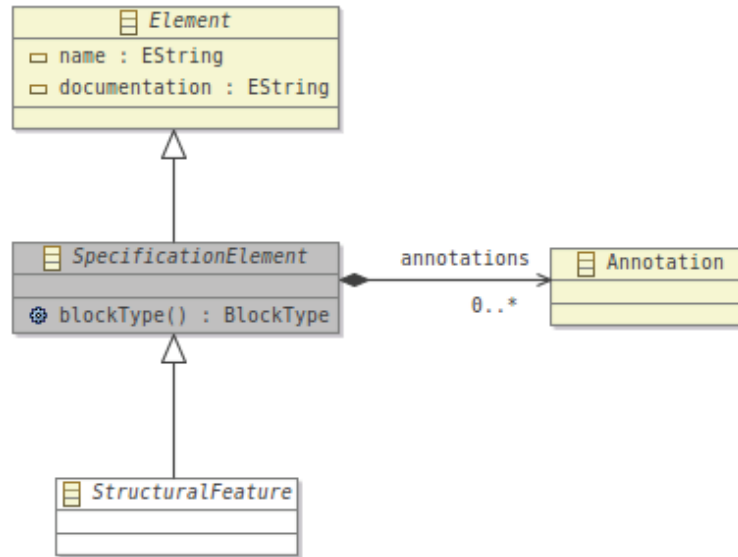 Element
name : EString
documentation : EString
SpecificationElement
blockType() : BlockType
annotations
0..*
Annotation
StructuralFeature